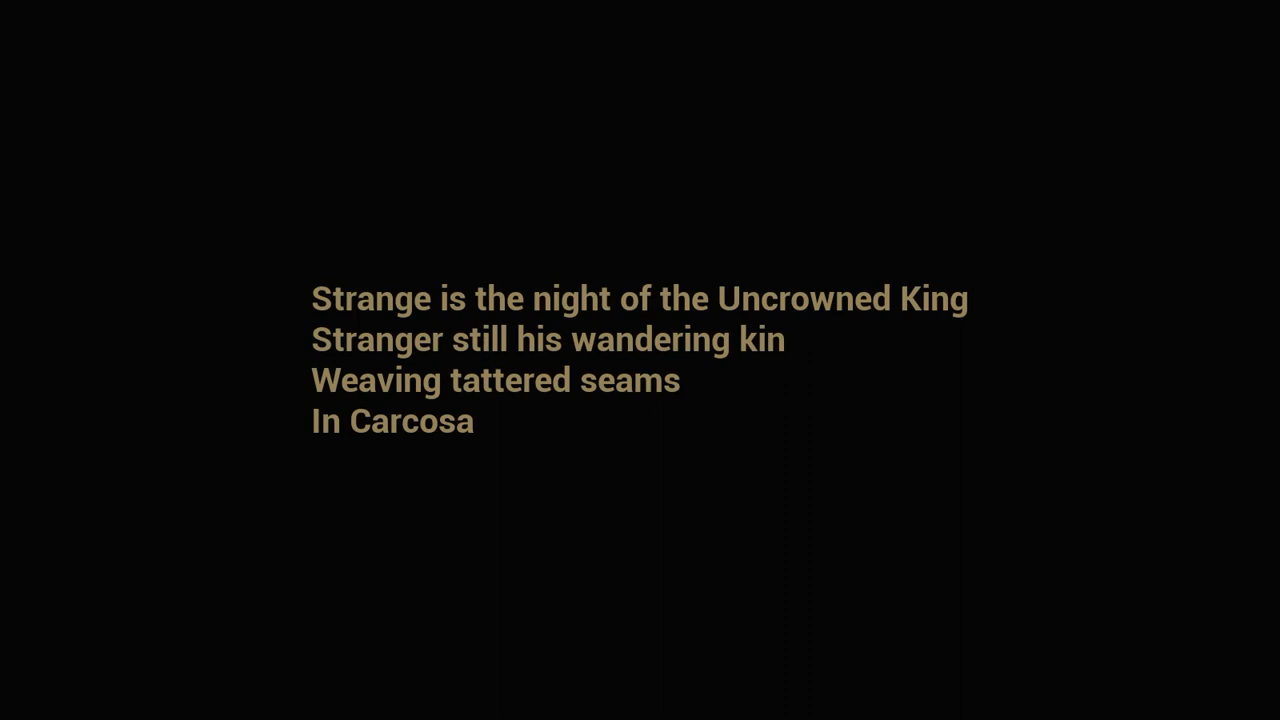 Strange is the night of the Uncrowned King
Stranger still his wandering kin
Weaving tattered seams
In Carcosa